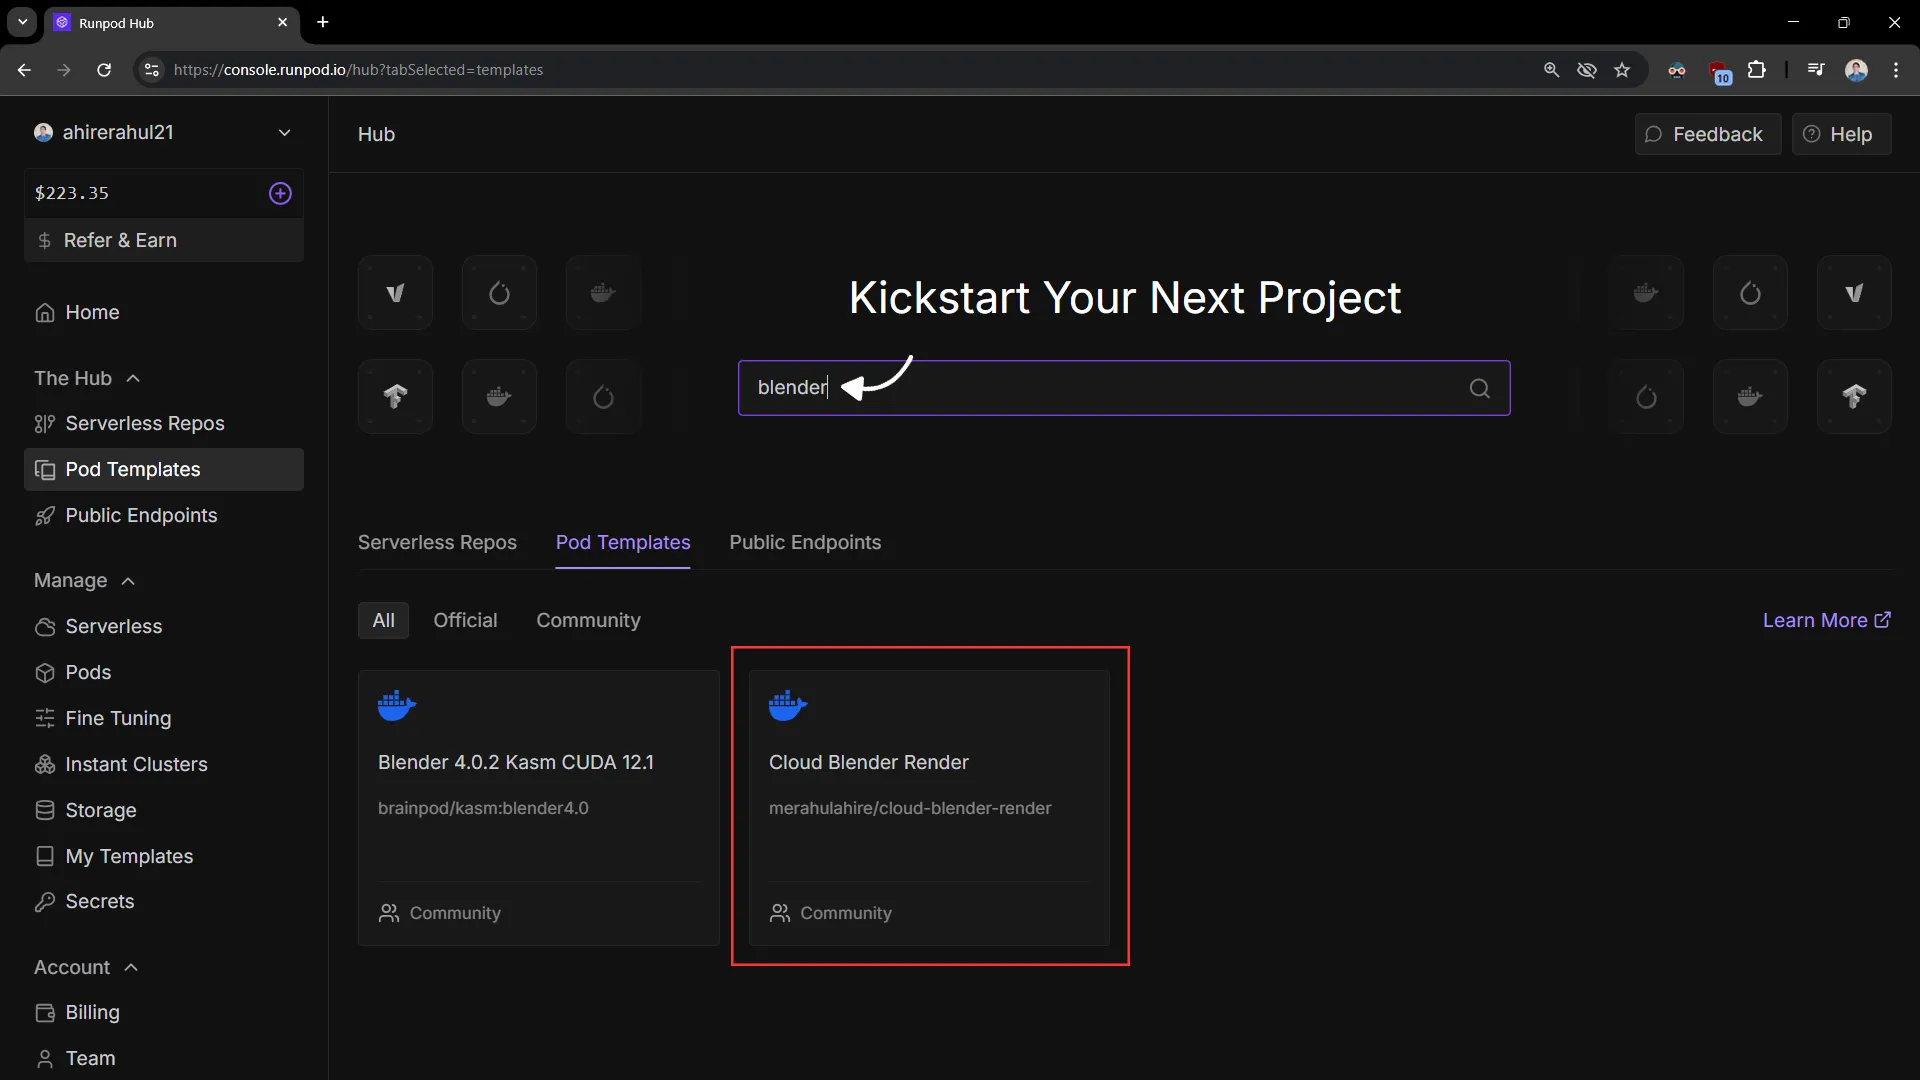 Runpod Hub
https://console.runpod.io/hub?tabSelected=templates
10
ahirerahul21
$223.35
Refer & Earn
Home
The Hub
Serverless Repos
Pod Templates
Public Endpoints
Manage
Serverless
Pods
Fine Tuning
Instant Clusters
Storage
My Templates
Secrets
Account
Billing
Team
Hub
Feedback
Help
Kickstart Your Next Project
blender
Serverless Repos
Pod Templates
Public Endpoints
All
Official
Community
Learn More
Blender 4.0.2 Kasm CUDA 12.1
brainpod/kasm:blender4.0
Community
Cloud Blender Render
merahulahire/cloud-blender-render
Community